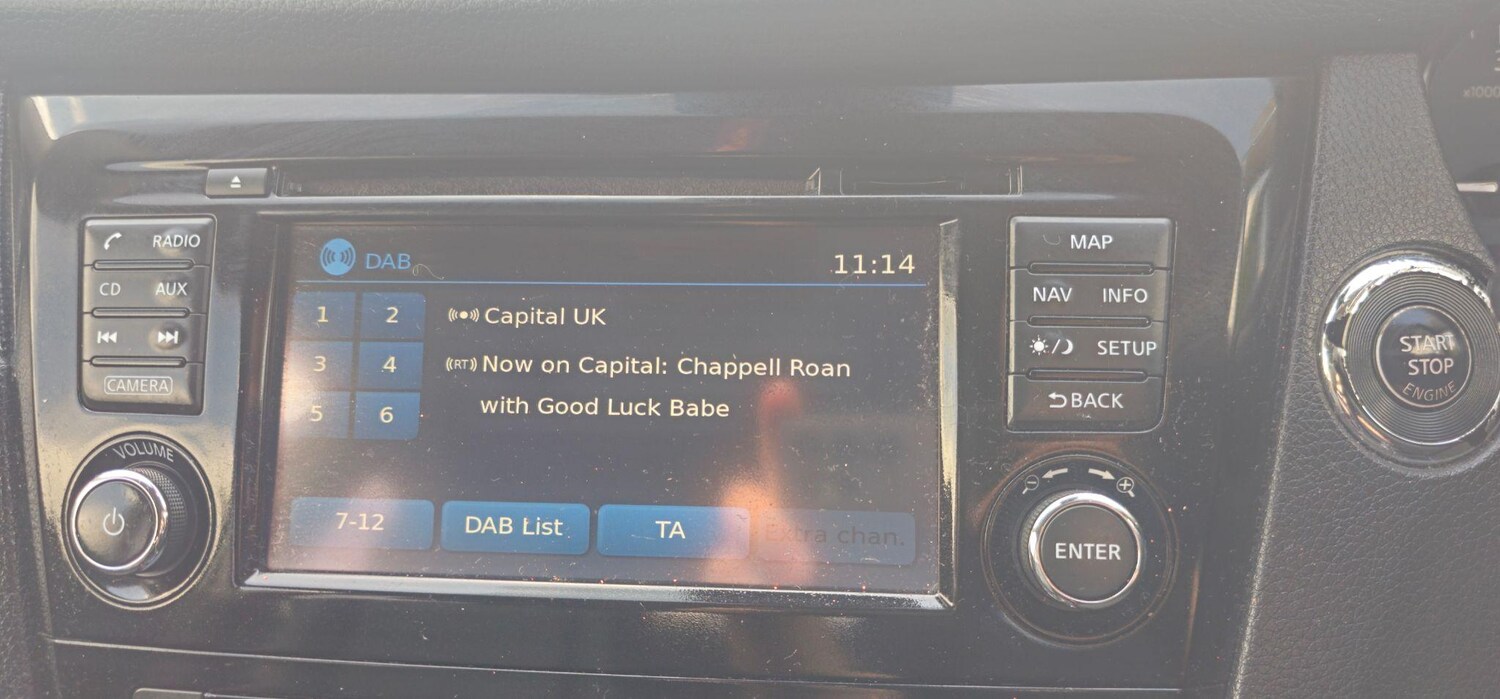 x1000
RADIO
CD AUX
CAMERA
VOLUME
DAB 11:14
1 2
3 4
5 6
Capital UK
(RT) Now on Capital: Chappell Roan
with Good Luck Babe
7-12 DAB List TA Extra chan.
MAP
NAV INFO
SETUP
BACK
ENTER
START
STOP
ENGINE